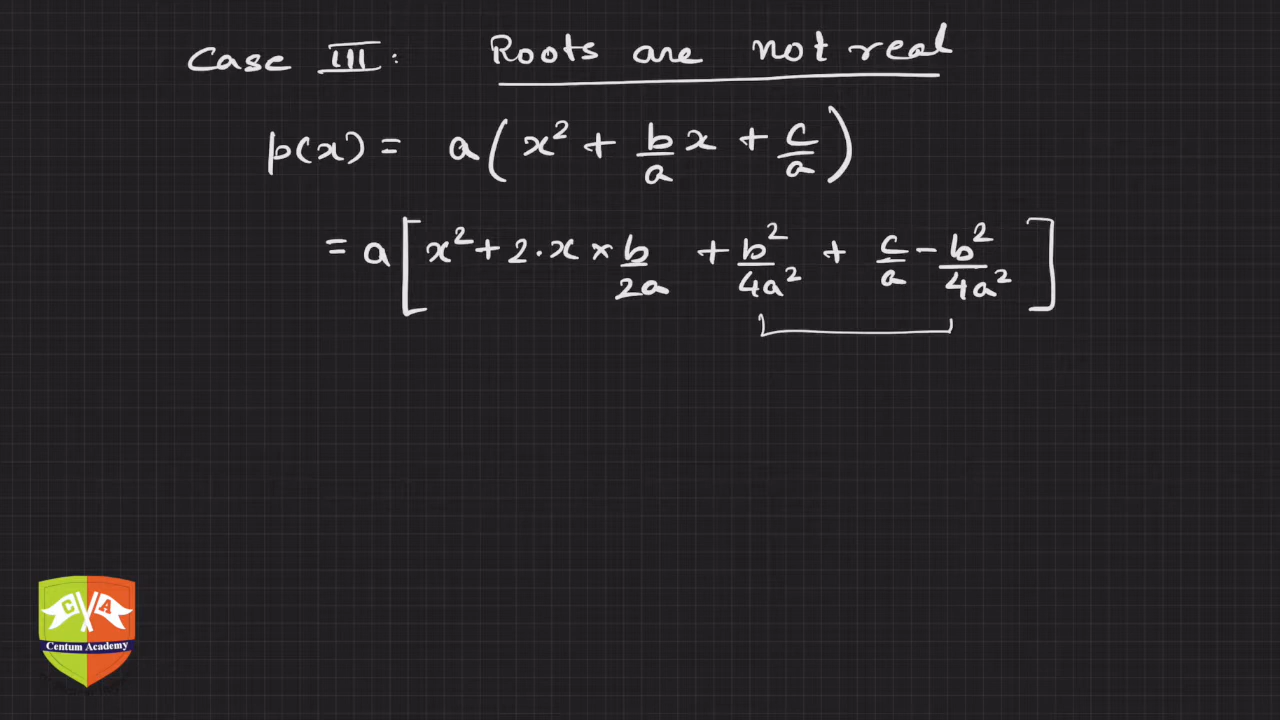 Case III: Roots are not real
p(x) = a(x² + b/a x + c/a)
= a[x² + 2·x × b/2a + b²/4a² + c/a − b²/4a²]
C A
Centum Academy